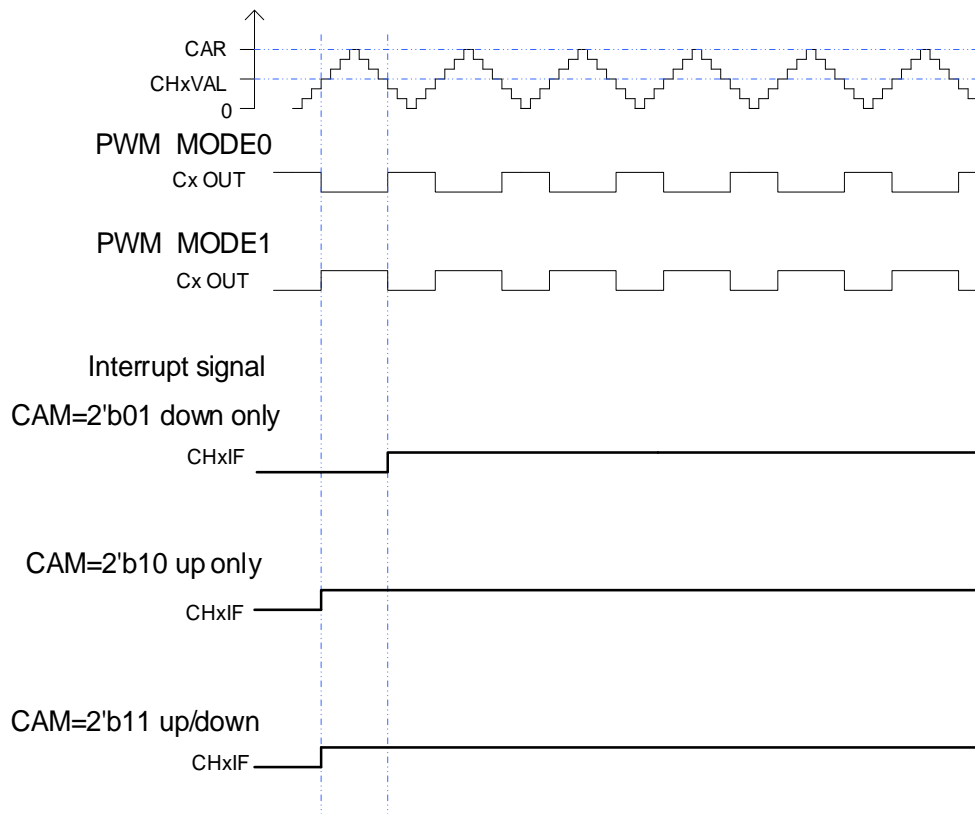 CAR
CHxVAL
0
PWM MODE0
Cx OUT
PWM MODE1
Cx OUT
Interrupt signal
CAM=2'b01 down only
CHxIF
CAM=2'b10 up only
CHxIF
CAM=2'b11 up/down
CHxIF